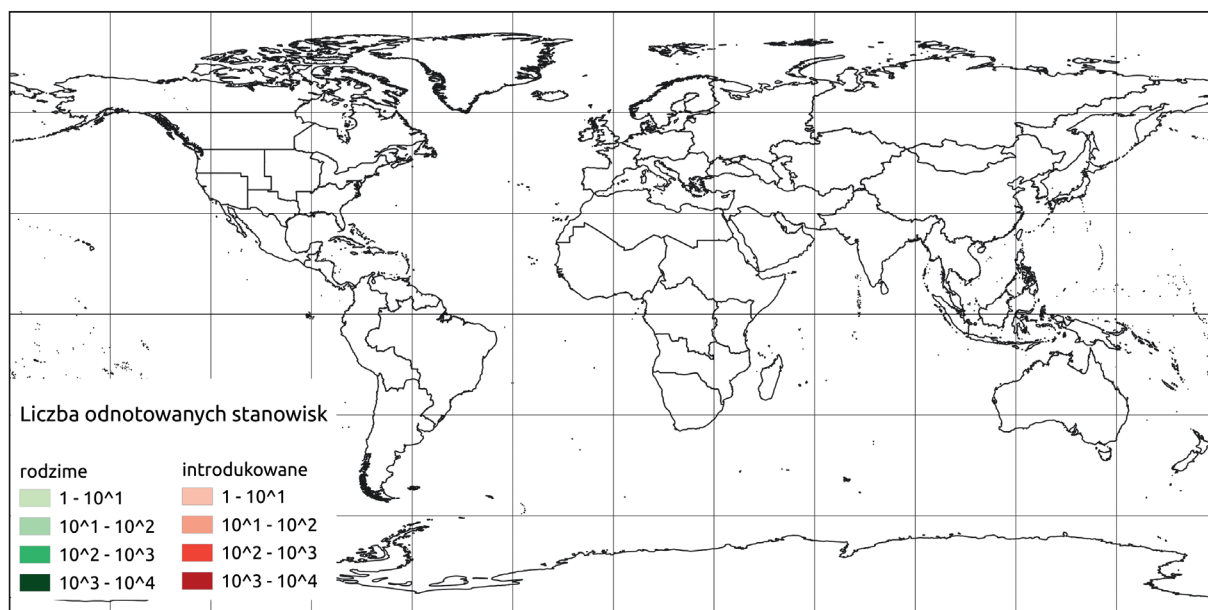 Liczba odnotowanych stanowisk
rodzime
introdukowane
1 - 10^1
1 - 10^1
10^1 - 10^2
10^1 - 10^2
10^2 - 10^3
10^2 - 10^3
10^3 - 10^4
10^3 - 10^4